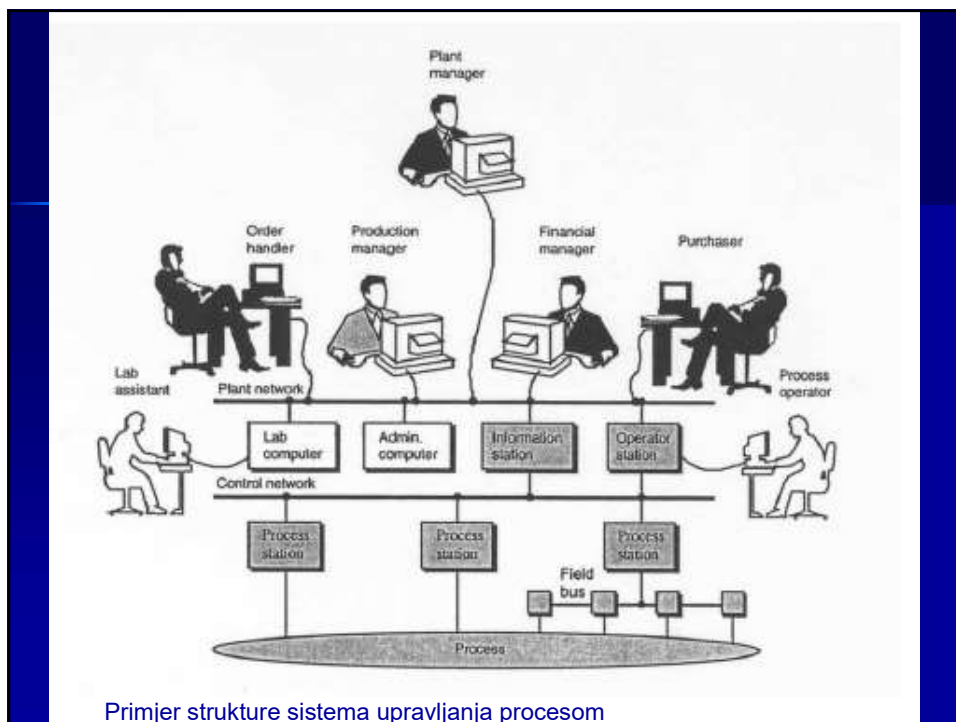 Plant
manager
Order
handler
Production
manager
Financial
manager
Purchaser
Lab
assistant
Plant network
Process
operator
Lab
computer
Admin.
computer
Information
station
Operator
station
Control network
Process
station
Process
station
Process
station
Field
bus
Process
Primjer strukture sistema upravljanja procesom